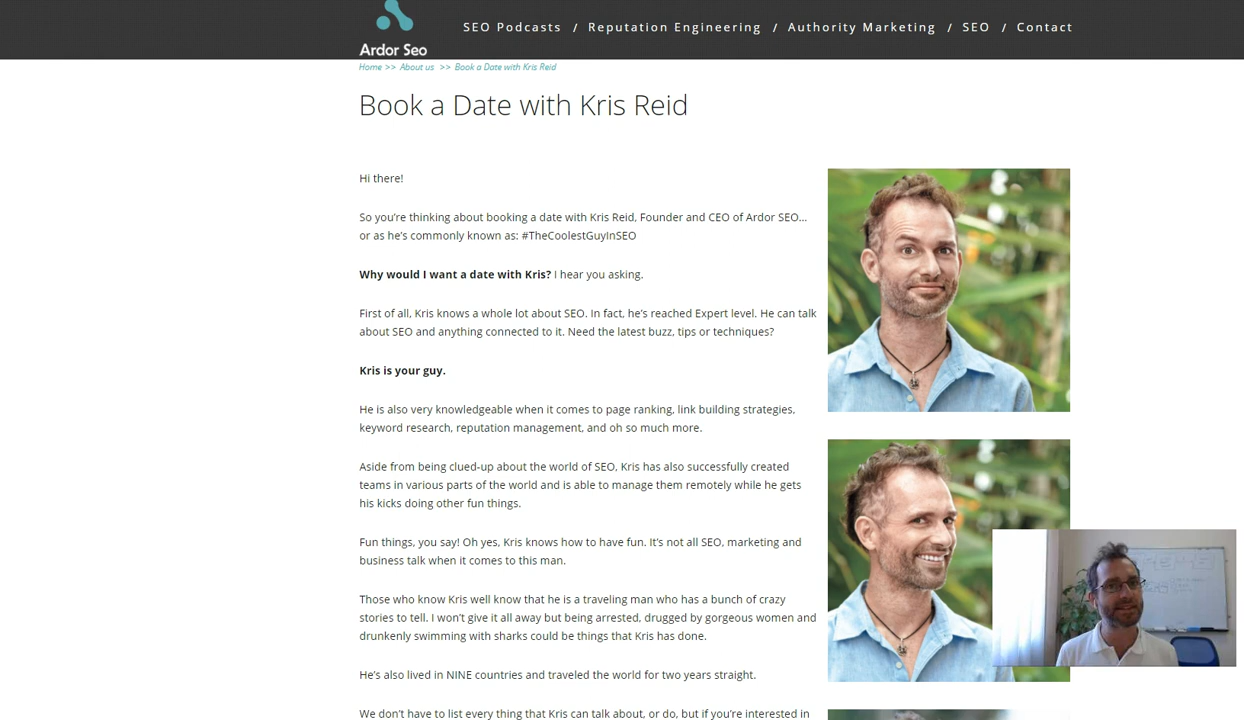 SEO Podcasts / Reputation Engineering / Authority Marketing / SEO / Contact
Ardor Seo
Home >> About us >> Book a Date with Kris Reid
Book a Date with Kris Reid
Hi there!
So you’re thinking about booking a date with Kris Reid, Founder and CEO of Ardor SEO…
or as he’s commonly known as: #TheCoolestGuyInSEO
Why would I want a date with Kris? I hear you asking.
First of all, Kris knows a whole lot about SEO. In fact, he’s reached Expert level. He can talk
about SEO and anything connected to it. Need the latest buzz, tips or techniques?
Kris is your guy.
He is also very knowledgeable when it comes to page ranking, link building strategies,
keyword research, reputation management, and oh so much more.
Aside from being clued-up about the world of SEO, Kris has also successfully created
teams in various parts of the world and is able to manage them remotely while he gets
his kicks doing other fun things.
Fun things, you say! Oh yes, Kris knows how to have fun. It’s not all SEO, marketing and
business talk when it comes to this man.
Those who know Kris well know that he is a traveling man who has a bunch of crazy
stories to tell. I won’t give it all away but being arrested, drugged by gorgeous women and
drunkenly swimming with sharks could be things that Kris has done.
He’s also lived in NINE countries and traveled the world for two years straight.
We don’t have to list every thing that Kris can talk about, or do, but if you’re interested in